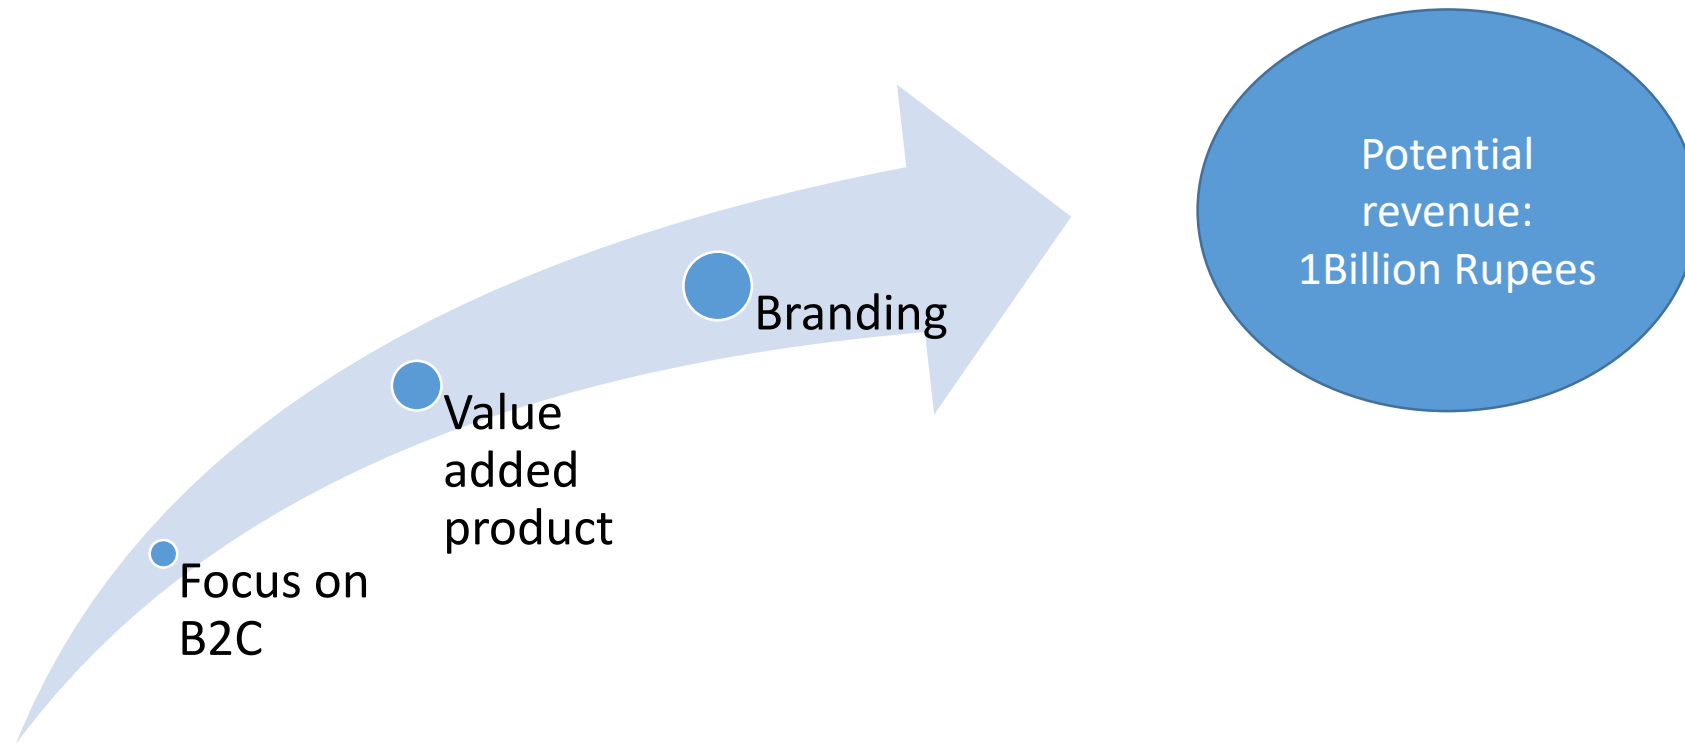 Potential
revenue:
1Billion Rupees
Branding
Value
added
product
Focus on
B2C